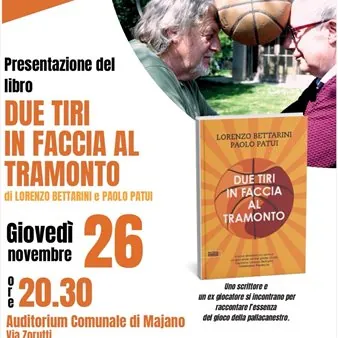 Presentazione del
libro
DUE TIRI
IN FACCIA AL
TRAMONTO
di LORENZO BETTARINI e PAOLO PATUI
Giovedì
novembre
26
ore
20.30
Auditorium Comunale di Majano
Via Zorutti
LORENZO BETTARINI
PAOLO PATUI
DUE TIRI
IN FACCIA
AL
TRAMONTO
Uno scrittore e
un ex giocatore si incontrano per
raccontare l'essenza
del gioco della pallacanestro.